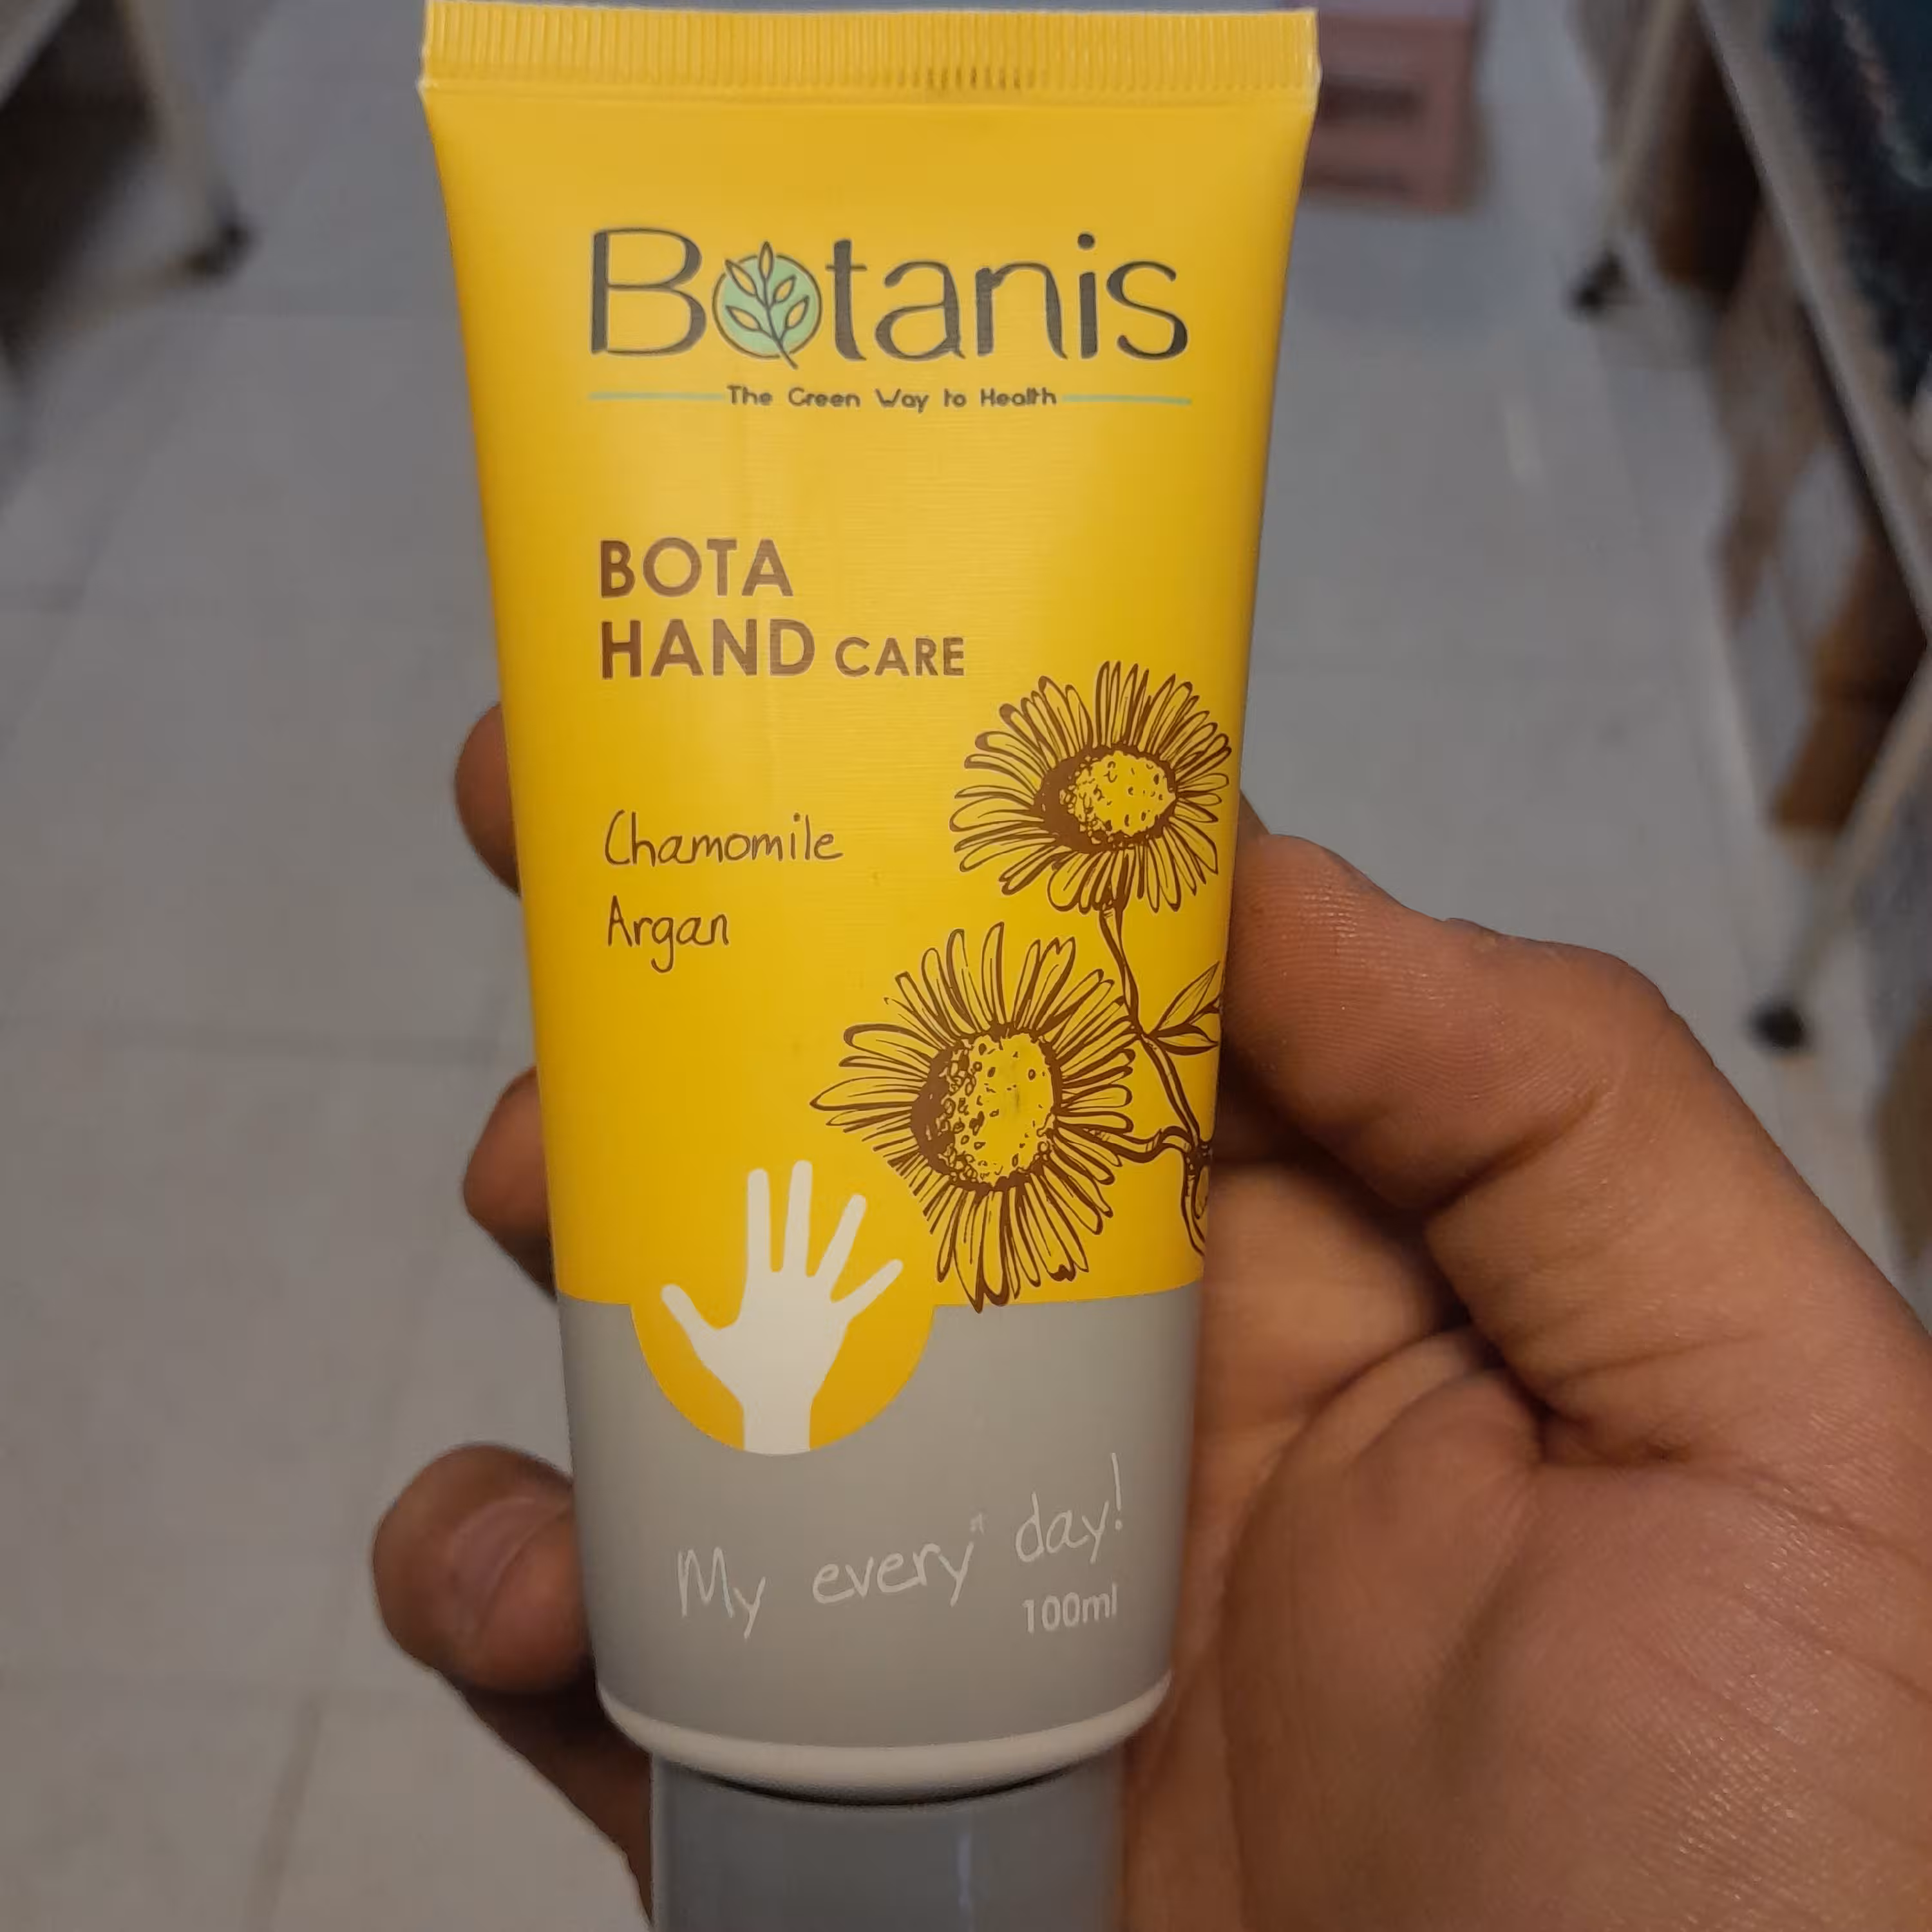 Botanis
The Green Way to Health
BOTA
HAND CARE
Chamomile
Argan
My every day!
100ml